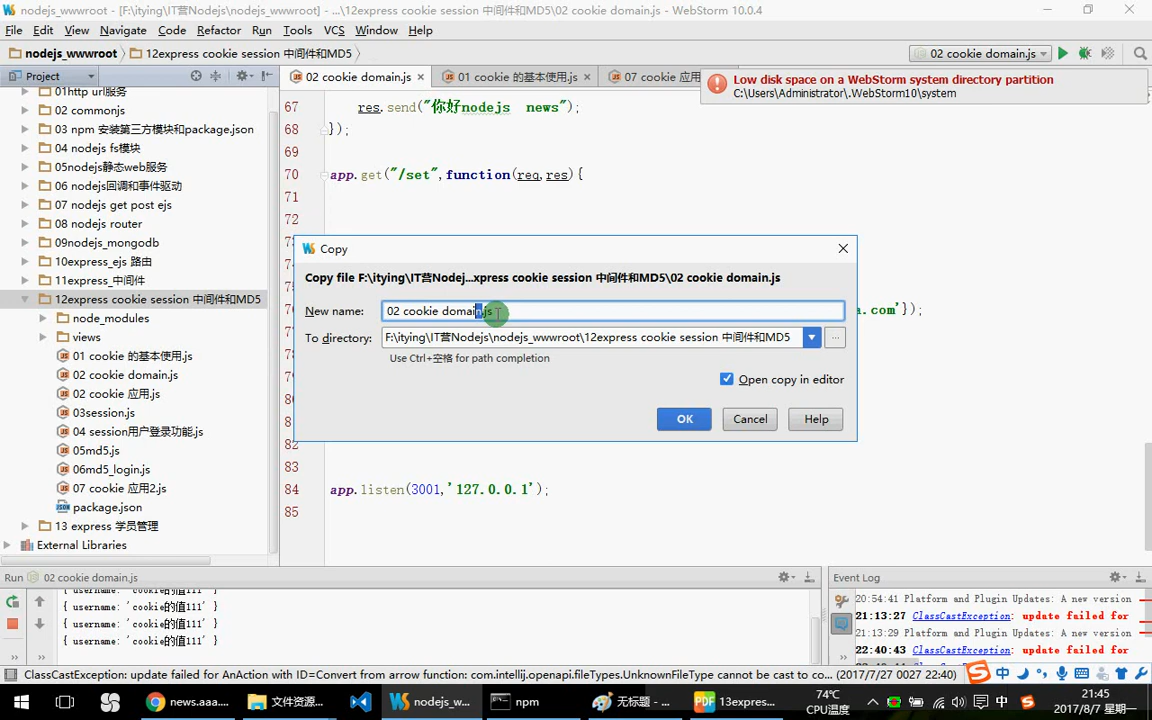 nodejs_wwwroot - [F:\itying\IT营Nodejs\nodejs_wwwroot] - ...\12express cookie session 中间件和MD5\02 cookie domain.js - WebStorm 10.0.4
File Edit View Navigate Code Refactor Run Tools VCS Window Help
nodejs_wwwroot 12express cookie session 中间件和MD5 02 cookie domain.js
Project 02 cookie domain.js 01 cookie 的基本使用.js 07 cookie 应用
Low disk space on a WebStorm system directory partition
C:\Users\Administrator\.WebStorm10\system
01http url服务
02 commonjs
03 npm 安装第三方模块和package.json
04 nodejs fs模块
05nodejs静态web服务
06 nodejs回调和事件驱动
07 nodejs get post ejs
08 nodejs router
09nodejs_mongodb
10express_ejs 路由
11express_中间件
12express cookie session 中间件和MD5
node_modules
views
01 cookie 的基本使用.js
02 cookie domain.js
02 cookie 应用.js
03session.js
04 session用户登录功能.js
05md5.js
06md5_login.js
07 cookie 应用2.js
package.json
13 express 学员管理
External Libraries
67 res.send("你好nodejs news");
68 });
69
70 app.get("/set",function(req,res){
71
72
a.com'});
82
83
84 app.listen(3001,'127.0.0.1');
85
Copy
Copy file F:\itying\IT营Nodej...xpress cookie session 中间件和MD5\02 cookie domain.js
New name: 02 cookie domain.js
To directory: F:\itying\IT营Nodejs\nodejs_wwwroot\12express cookie session 中间件和MD5
Use Ctrl+空格 for path completion
Open copy in editor
OK Cancel Help
Run 02 cookie domain.js
{ username: 'cookie的值111' }
{ username: 'cookie的值111' }
{ username: 'cookie的值111' }
{ username: 'cookie的值111' }
Event Log
20:54:41 Platform and Plugin Updates: A new version
21:13:27 ClassCastException: update failed for
21:13:29 Platform and Plugin Updates: A new version
22:40:43 ClassCastException: update failed for
ClassCastException: update failed for AnAction with ID=Convert from arrow function: com.intellij.openapi.fileTypes.UnknownFileType cannot be cast to co... (2017/7/27 0027 22:40)
中
news.aaa... 文件资源... nodejs_w... npm 无标题 - ... 13expres...
74℃
CPU温度
中
21:45
2017/8/7 星期一